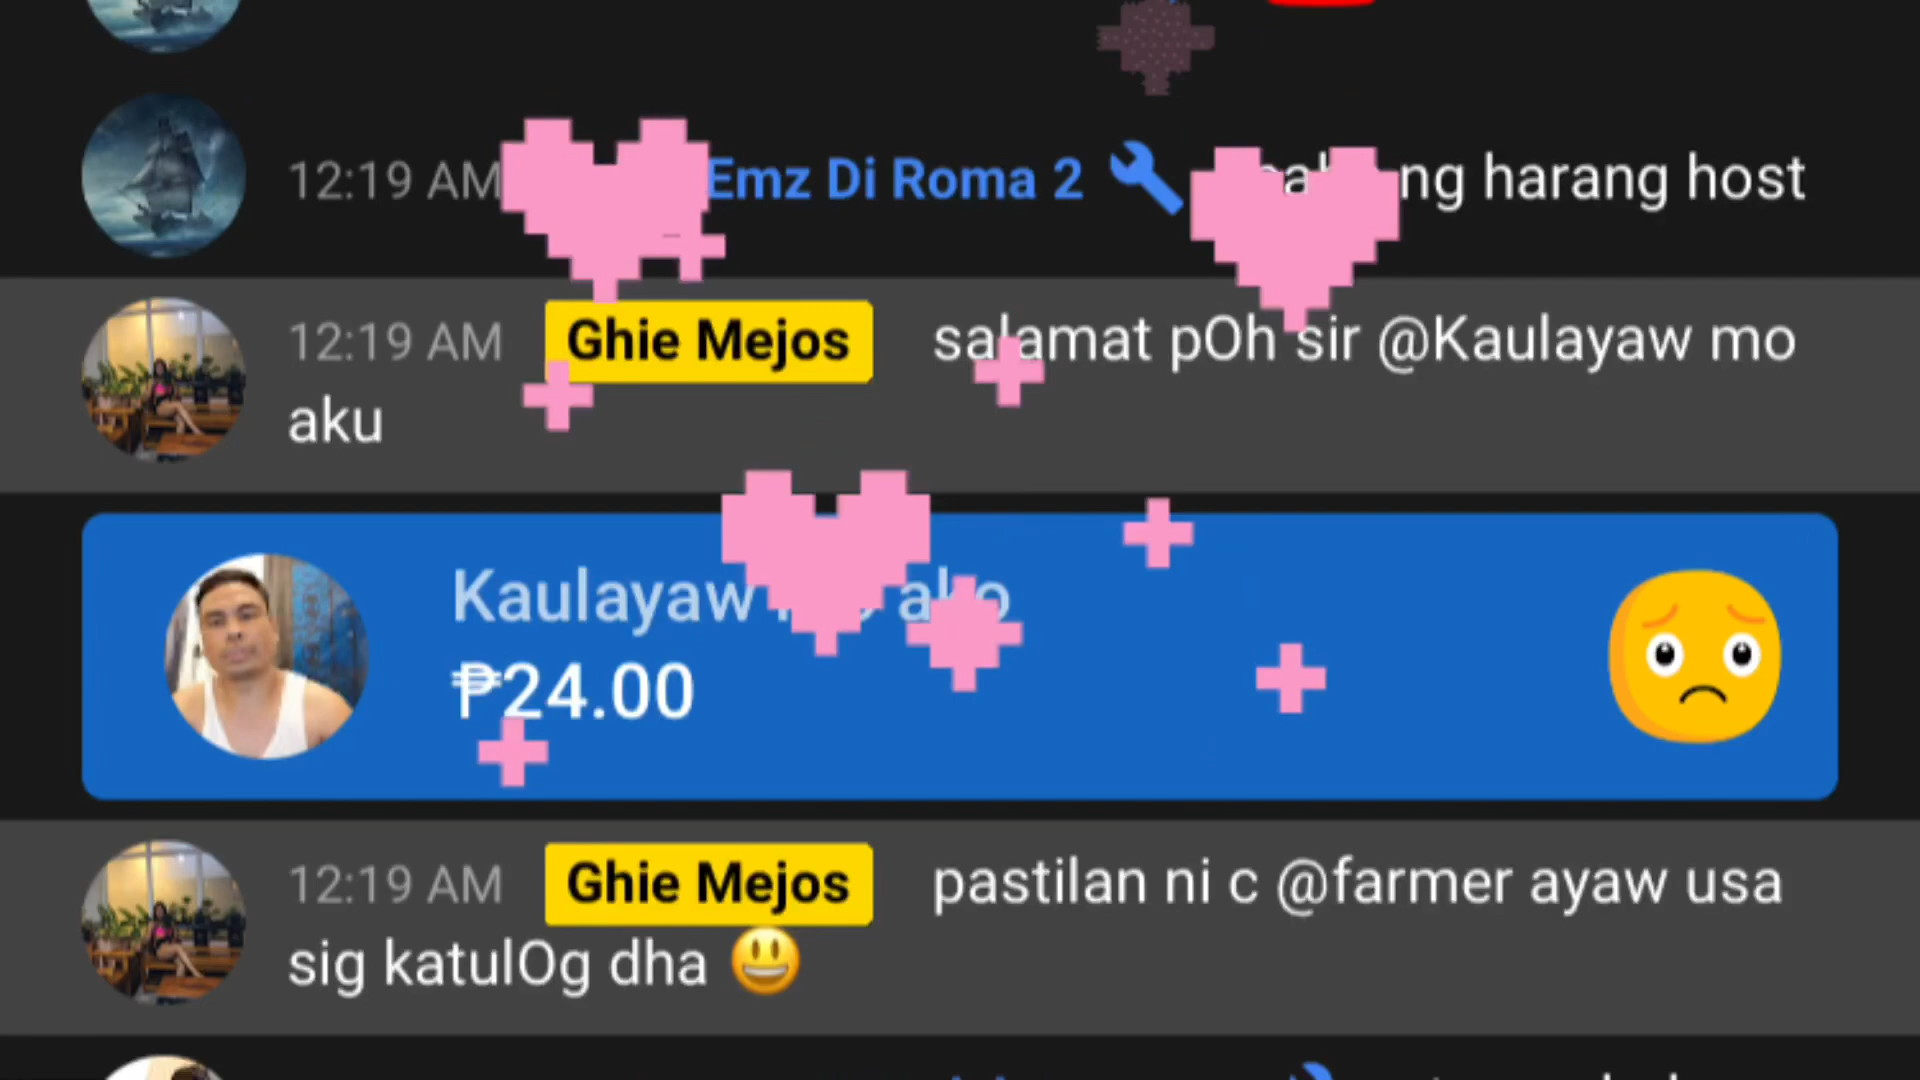 12:19 AM Emz Di Roma 2 ng harang host
12:19 AM Ghie Mejos salamat pOh sir @Kaulayaw mo
aku
Kaulayaw ako
₱24.00
12:19 AM Ghie Mejos pastilan ni c @farmer ayaw usa
sig katulOg dha